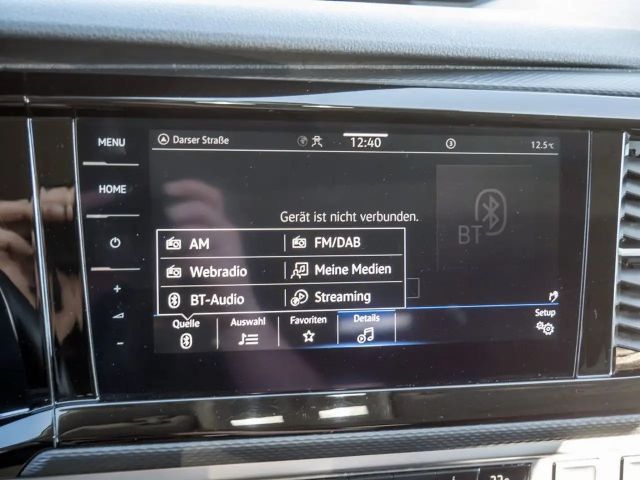 MENU
HOME
Darser Straße
12:40
3
12.5°C
BT
Gerät ist nicht verbunden.
AM
FM/DAB
Webradio
Meine Medien
BT-Audio
Streaming
Quelle
Auswahl
Favoriten
Details
Setup
+
-